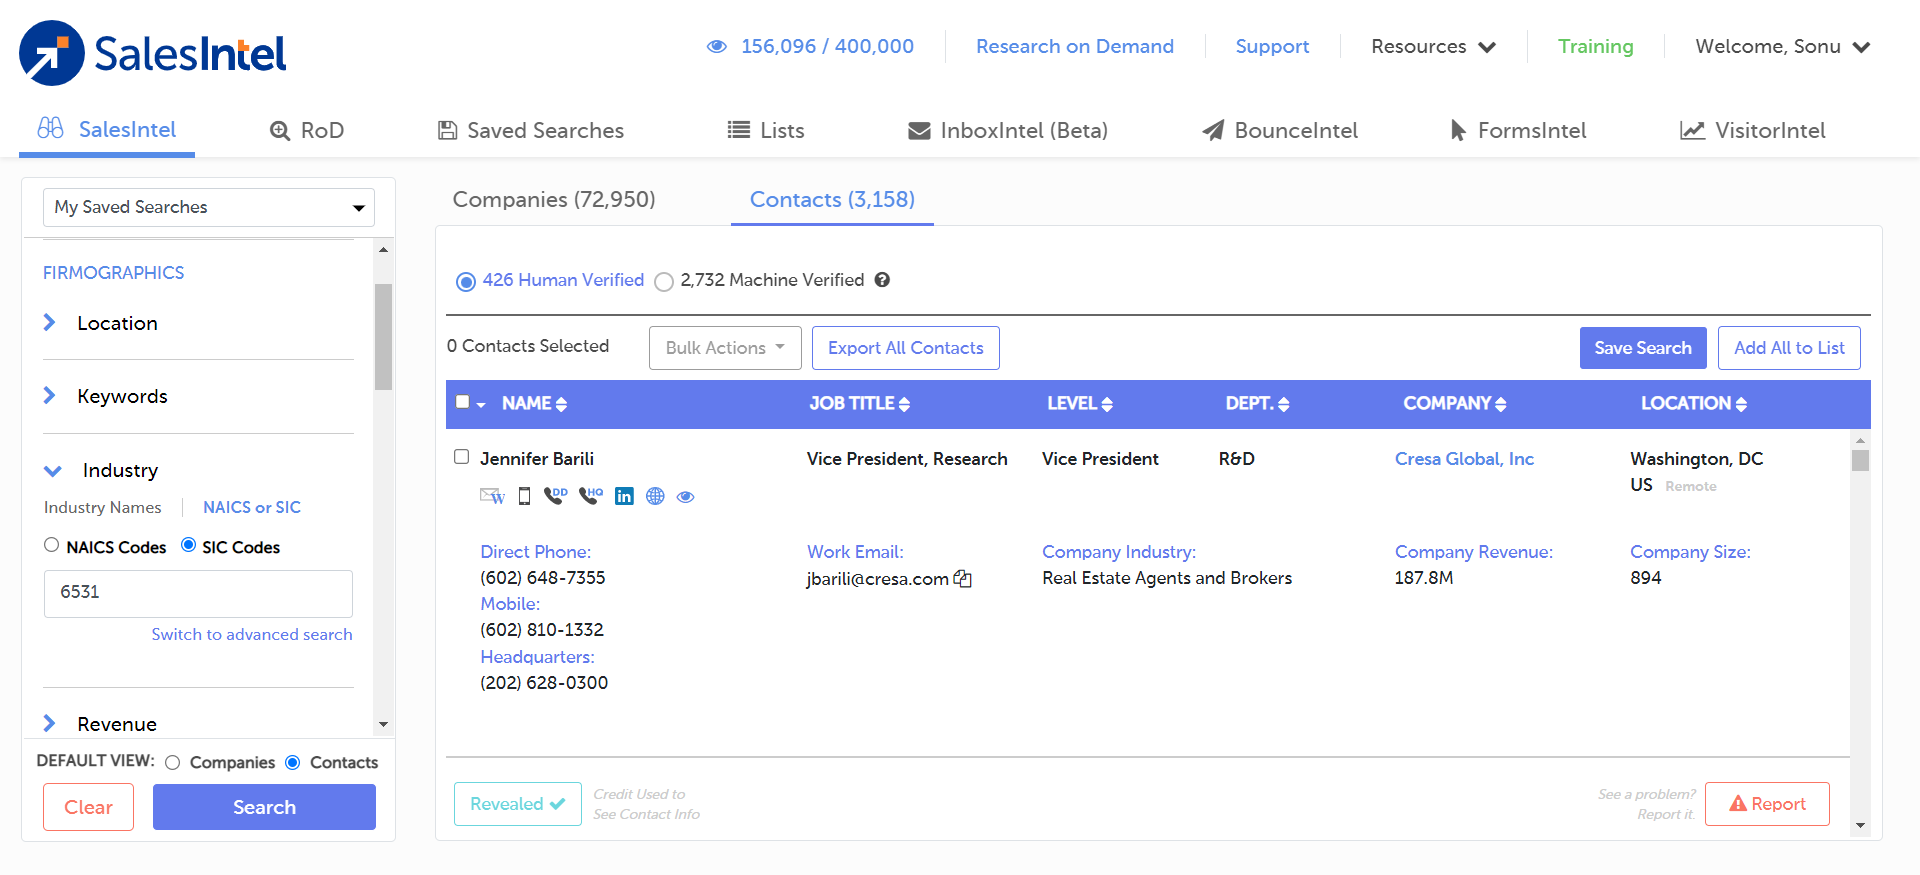 SalesIntel
156,096 / 400,000
Research on Demand
Support
Resources
Training
Welcome, Sonu
SalesIntel
RoD
Saved Searches
Lists
InboxIntel (Beta)
BounceIntel
FormsIntel
VisitorIntel
My Saved Searches
FIRMOGRAPHICS
Location
Keywords
Industry
Industry Names
NAICS or SIC
NAICS Codes
SIC Codes
6531
Switch to advanced search
Revenue
DEFAULT VIEW:
Companies
Contacts
Clear
Search
Companies (72,950)
Contacts (3,158)
426 Human Verified
2,732 Machine Verified
0 Contacts Selected
Bulk Actions
Export All Contacts
Save Search
Add All to List
NAME
JOB TITLE
LEVEL
DEPT.
COMPANY
LOCATION
Jennifer Barili
Vice President, Research
Vice President
R&D
Cresa Global, Inc
Washington, DC
US Remote
W
DD
HQ
in
Direct Phone:
(602) 648-7355
Mobile:
(602) 810-1332
Headquarters:
(202) 628-0300
Work Email:
jbarili@cresa.com
Company Industry:
Real Estate Agents and Brokers
Company Revenue:
187.8M
Company Size:
894
Revealed
Credit Used to
See Contact Info
See a problem?
Report it.
Report